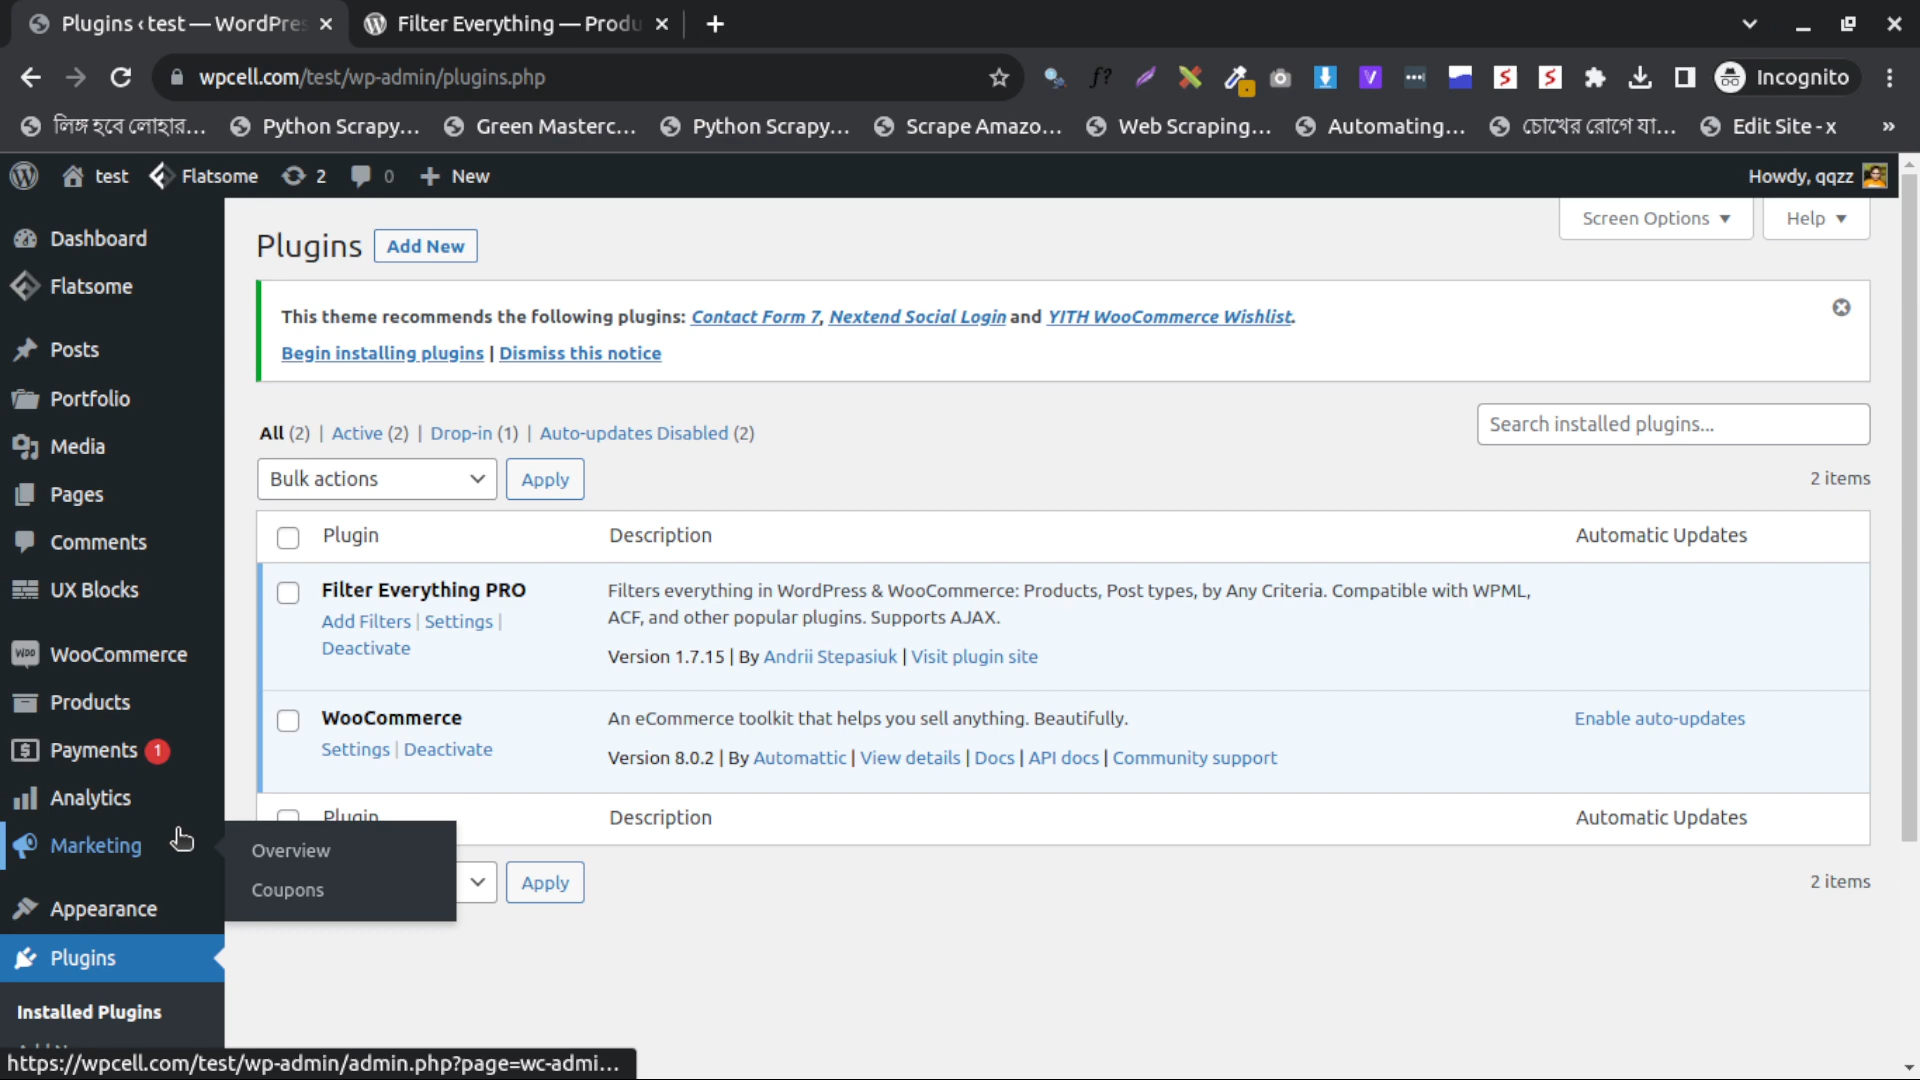 Plugins ‹ test — WordPres
Filter Everything — Produ
wpcell.com/test/wp-admin/plugins.php
Incognito
লিঙ্গ হবে লোহার...
Python Scrapy...
Green Masterc...
Python Scrapy...
Scrape Amazo...
Web Scraping...
Automating...
চোখের রোগে যা...
Edit Site - x
»
test
Flatsome
2
0
New
Howdy, qqzz
Screen Options
Help
Dashboard
Flatsome
Posts
Portfolio
Media
Pages
Comments
UX Blocks
WooCommerce
Products
Payments 1
Analytics
Marketing
Overview
Coupons
Appearance
Plugins
Installed Plugins
Plugins
Add New
This theme recommends the following plugins: Contact Form 7, Nextend Social Login and YITH WooCommerce Wishlist.
Begin installing plugins | Dismiss this notice
All (2) | Active (2) | Drop-in (1) | Auto-updates Disabled (2)
Search installed plugins...
Bulk actions
Apply
2 items
Plugin
Description
Automatic Updates
Filter Everything PRO
Add Filters | Settings |
Deactivate
Filters everything in WordPress & WooCommerce: Products, Post types, by Any Criteria. Compatible with WPML,
ACF, and other popular plugins. Supports AJAX.
Version 1.7.15 | By Andrii Stepasiuk | Visit plugin site
WooCommerce
Settings | Deactivate
An eCommerce toolkit that helps you sell anything. Beautifully.
Version 8.0.2 | By Automattic | View details | Docs | API docs | Community support
Enable auto-updates
Plugin
Description
Automatic Updates
Apply
2 items
https://wpcell.com/test/wp-admin/admin.php?page=wc-admi...